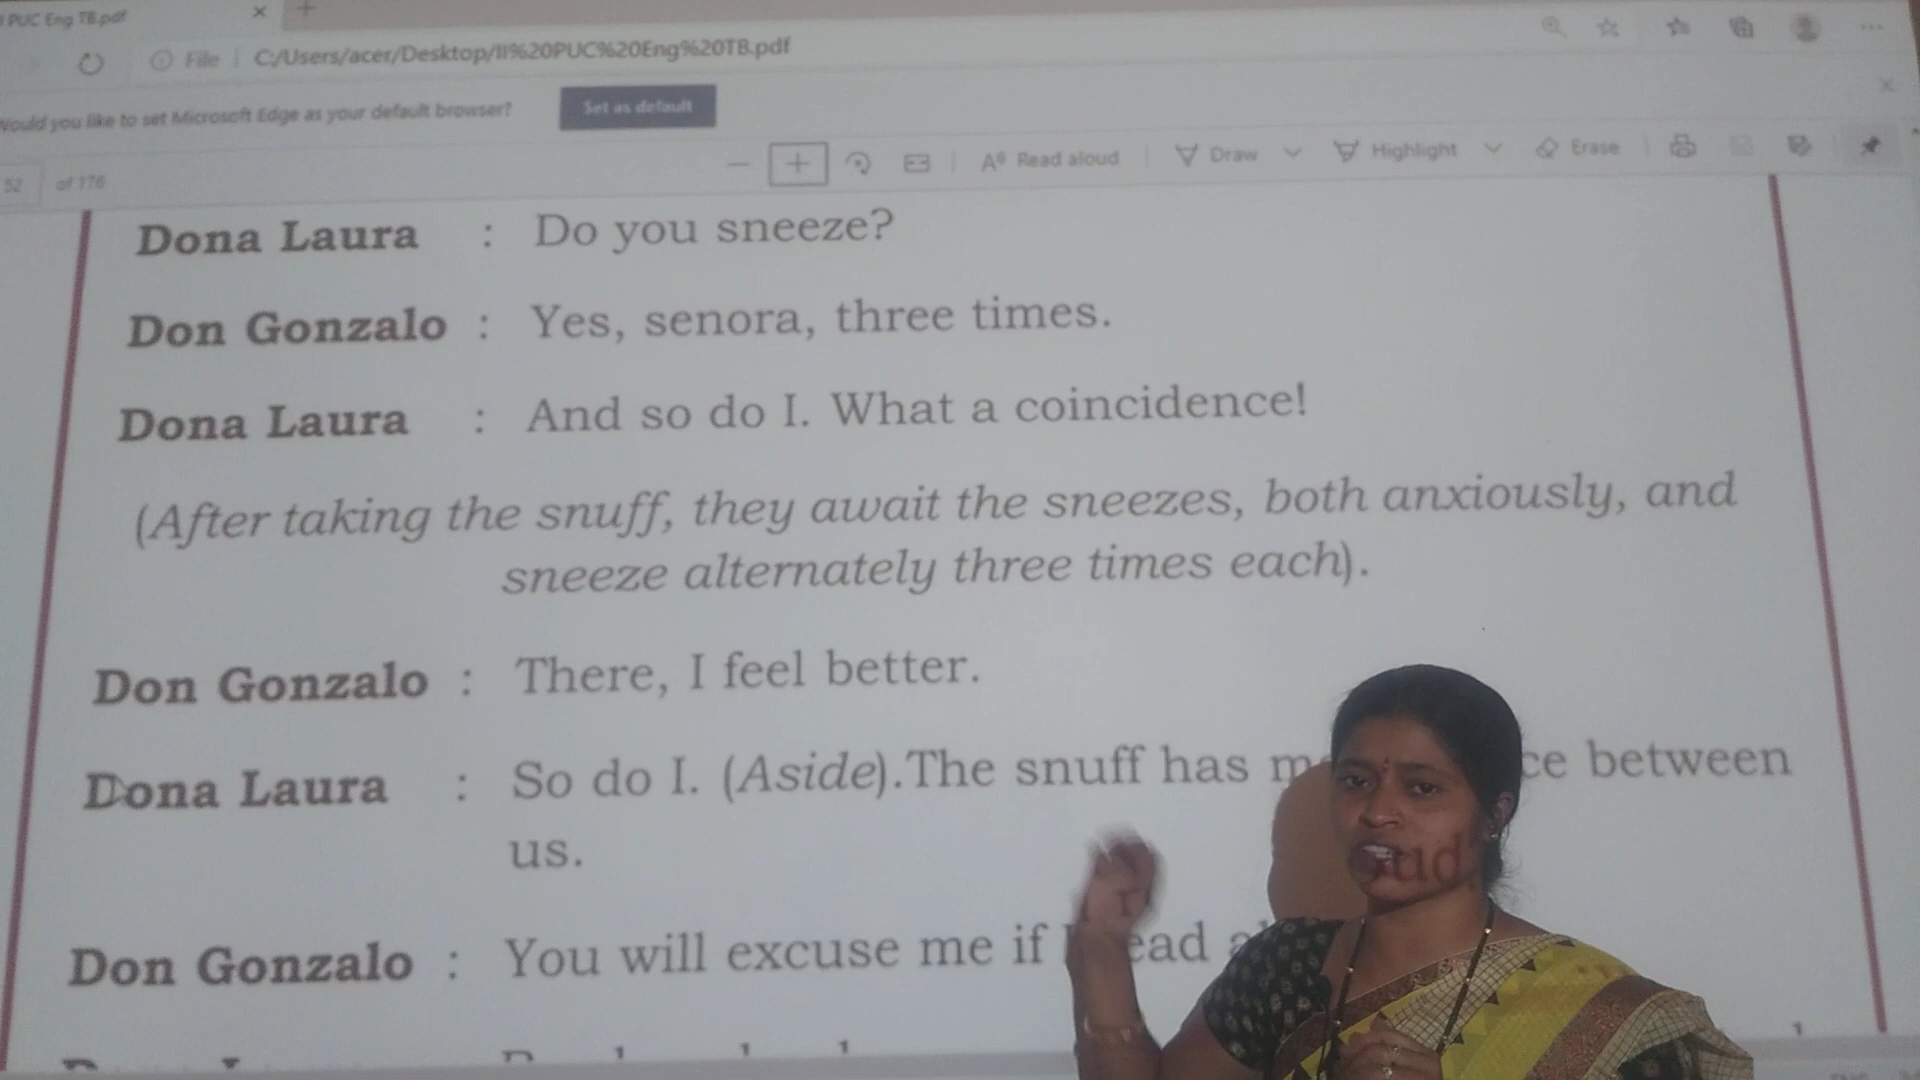 PUC Eng TB.pdf
File C:/Users/acer/Desktop/II%20PUC%20Eng%20TB.pdf
Would you like to set Microsoft Edge as your default browser? Set as default
52 of 176 Read aloud Draw Highlight Erase
Dona Laura : Do you sneeze?
Don Gonzalo : Yes, senora, three times.
Dona Laura : And so do I. What a coincidence!
(After taking the snuff, they await the sneezes, both anxiously, and
sneeze alternately three times each).
Don Gonzalo : There, I feel better.
Dona Laura : So do I. (Aside).The snuff has between
us.
Don Gonzalo : You will excuse me if I